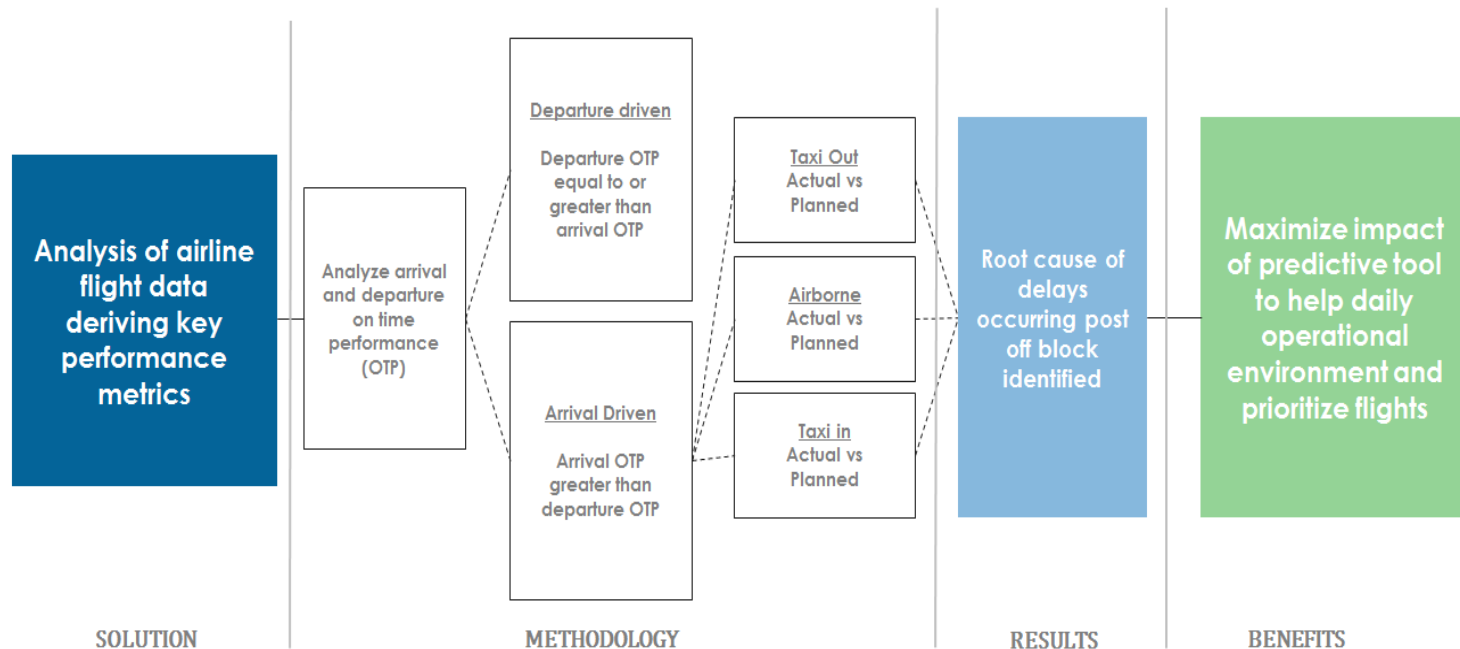 Analysis of airline
flight data
deriving key
performance
metrics
Analyze arrival
and departure
on time
performance
(OTP)
Departure driven
Departure OTP
equal to or
greater than
arrival OTP
Arrival Driven
Arrival OTP
greater than
departure OTP
Taxi Out
Actual vs
Planned
Airborne
Actual vs
Planned
Taxi in
Actual vs
Planned
Root cause of
delays
occurring post
off block
identified
Maximize impact
of predictive tool
to help daily
operational
environment and
prioritize flights
SOLUTION
METHODOLOGY
RESULTS
BENEFITS